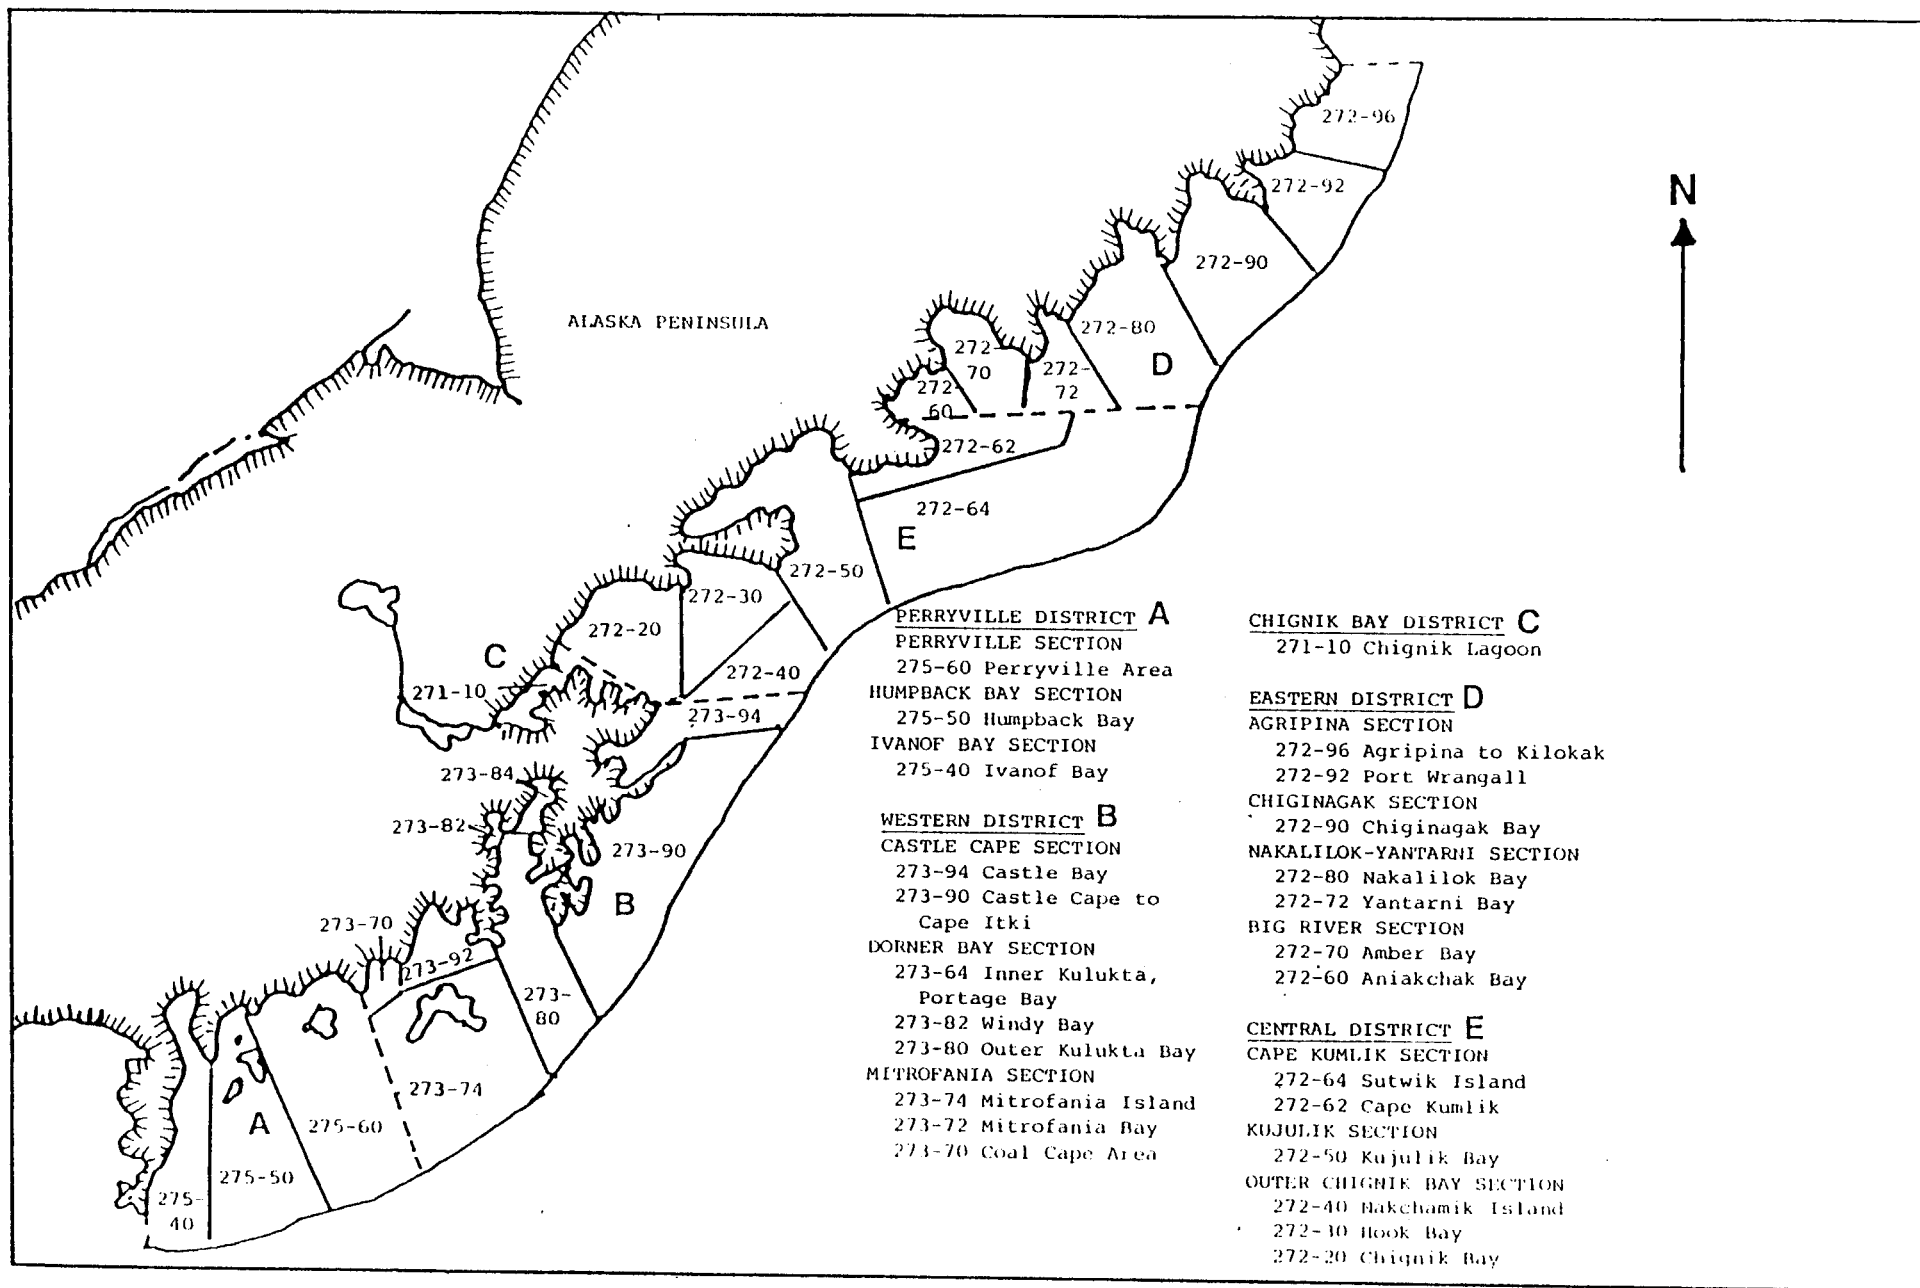 N
ALASKA PENINSULA
272-96
272-92
272-90
272-80
D
272-
70
272-
72
272-
60
272-62
272-64
E
272-50
272-30
272-20
272-40
C
271-10
273-94
273-84
273-82
273-90
B
273-70
273-92
273-
80
273-74
A
275-60
275-50
275-
40
PERRYVILLE DISTRICT A
PERRYVILLE SECTION
275-60 Perryville Area
HUMPBACK BAY SECTION
275-50 Humpback Bay
IVANOF BAY SECTION
275-40 Ivanof Bay
WESTERN DISTRICT B
CASTLE CAPE SECTION
273-94 Castle Bay
273-90 Castle Cape to
Cape Itki
DORNER BAY SECTION
273-64 Inner Kulukta,
Portage Bay
273-82 Windy Bay
273-80 Outer Kulukta Bay
MITROFANIA SECTION
273-74 Mitrofania Island
273-72 Mitrofania Bay
273-70 Coal Cape Area
CHIGNIK BAY DISTRICT C
271-10 Chignik Lagoon
EASTERN DISTRICT D
AGRIPINA SECTION
272-96 Agripina to Kilokak
272-92 Port Wrangall
CHIGINAGAK SECTION
272-90 Chiginagak Bay
NAKALILOK-YANTARNI SECTION
272-80 Nakalilok Bay
272-72 Yantarni Bay
BIG RIVER SECTION
272-70 Amber Bay
272-60 Aniakchak Bay
CENTRAL DISTRICT E
CAPE KUMLIK SECTION
272-64 Sutwik Island
272-62 Cape Kumlik
KUJULIK SECTION
272-50 Kujulik Bay
OUTER CHIGNIK BAY SECTION
272-40 Nakchamik Island
272-30 Hook Bay
272-20 Chignik Bay